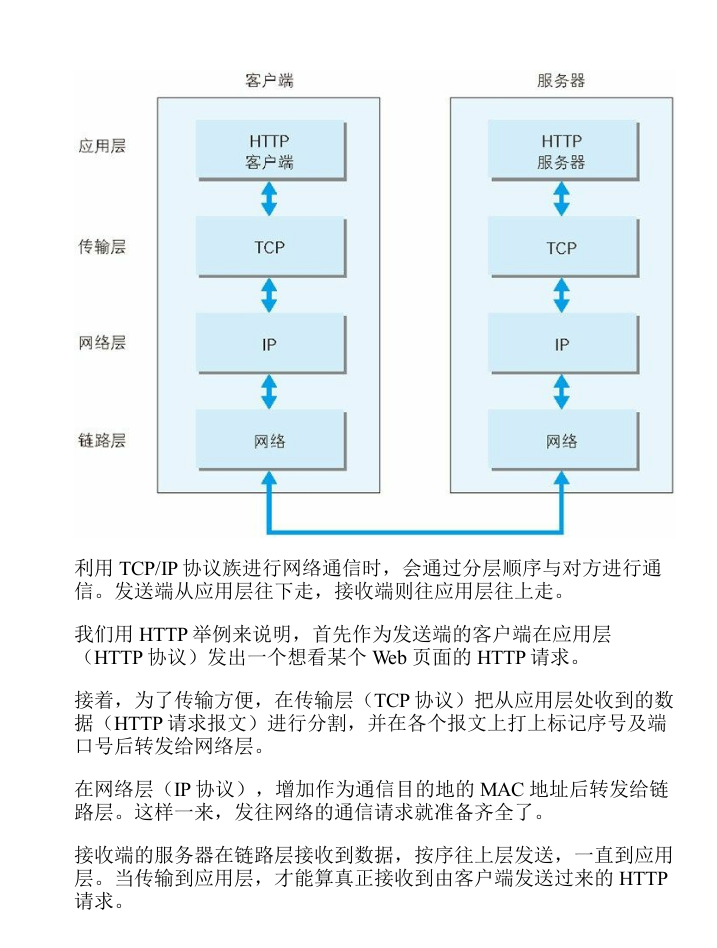 客户端 服务器
应用层 HTTP 客户端 HTTP 服务器
传输层 TCP TCP
网络层 IP IP
链路层 网络 网络
利用 TCP/IP 协议族进行网络通信时，会通过分层顺序与对方进行通
信。发送端从应用层往下走，接收端则往应用层往上走。
我们用 HTTP 举例来说明，首先作为发送端的客户端在应用层
（HTTP 协议）发出一个想看某个 Web 页面的 HTTP 请求。
接着，为了传输方便，在传输层（TCP 协议）把从应用层处收到的数
据（HTTP 请求报文）进行分割，并在各个报文上打上标记序号及端
口号后转发给网络层。
在网络层（IP 协议），增加作为通信目的地的 MAC 地址后转发给链
路层。这样一来，发往网络的通信请求就准备齐全了。
接收端的服务器在链路层接收到数据，按序往上层发送，一直到应用
层。当传输到应用层，才能算真正接收到由客户端发送过来的 HTTP
请求。